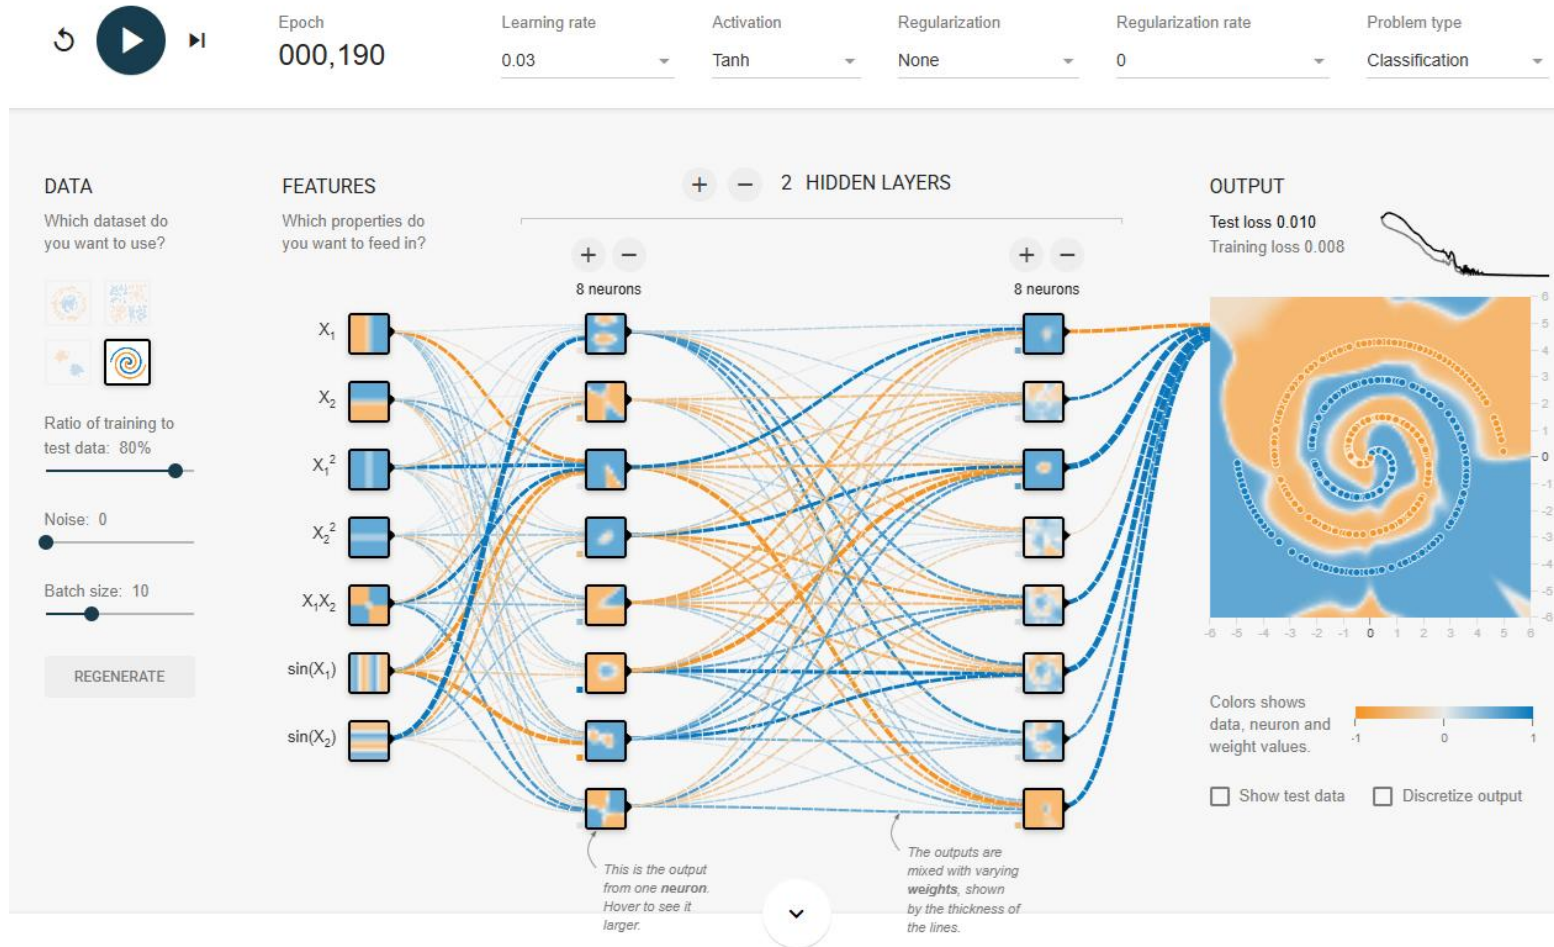 Epoch
000,190
Learning rate
0.03
Activation
Tanh
Regularization
None
Regularization rate
0
Problem type
Classification
DATA
Which dataset do
you want to use?
Ratio of training to
test data: 80%
Noise: 0
Batch size: 10
REGENERATE
FEATURES
Which properties do
you want to feed in?
X₁
X₂
X₁²
X₂²
X₁X₂
sin(X₁)
sin(X₂)
+ − 2 HIDDEN LAYERS
+ −
8 neurons
+ −
8 neurons
This is the output
from one neuron.
Hover to see it
larger.
The outputs are
mixed with varying
weights, shown
by the thickness of
the lines.
OUTPUT
Test loss 0.010
Training loss 0.008
6
5
4
3
2
1
0
-1
-2
-3
-4
-5
-6
-6 -5 -4 -3 -2 -1 0 1 2 3 4 5 6
Colors shows
data, neuron and
weight values.
-1 0 1
Show test data
Discretize output